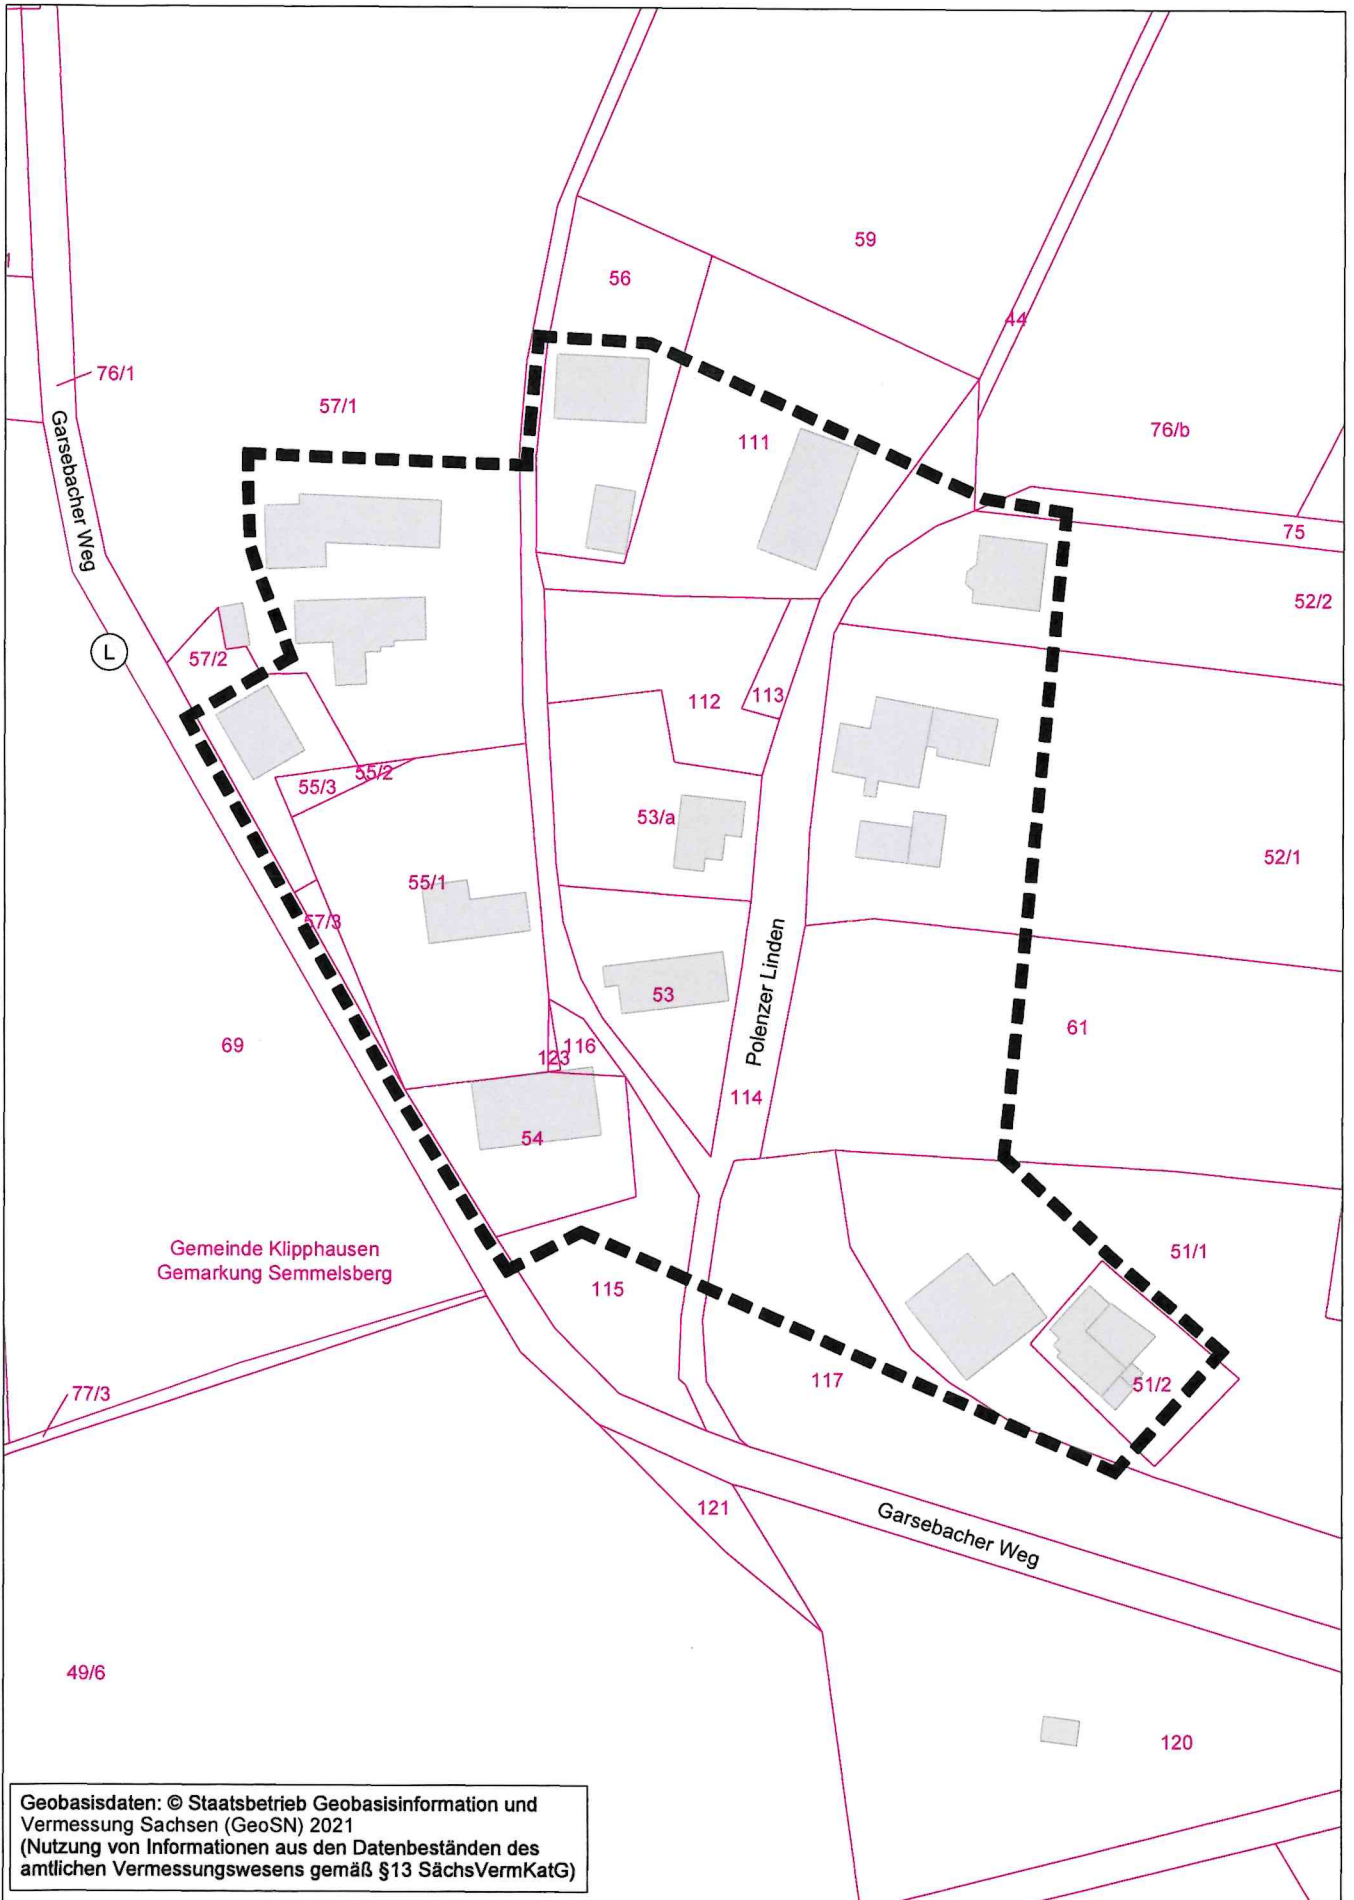 59
56
44
76/1
57/1
76/b
111
Garsebacher Weg
75
52/2
L
57/2
112
113
55/2
55/3
53/a
52/1
55/1
57/3
Polenzer Linden
53
61
69
116
123
114
54
Gemeinde Klipphausen
Gemarkung Semmelsberg
51/1
115
117
51/2
77/3
121
Garsebacher Weg
49/6
120
Geobasisdaten: © Staatsbetrieb Geobasisinformation und
Vermessung Sachsen (GeoSN) 2021
(Nutzung von Informationen aus den Datenbeständen des
amtlichen Vermessungswesens gemäß §13 SächsVermKatG)